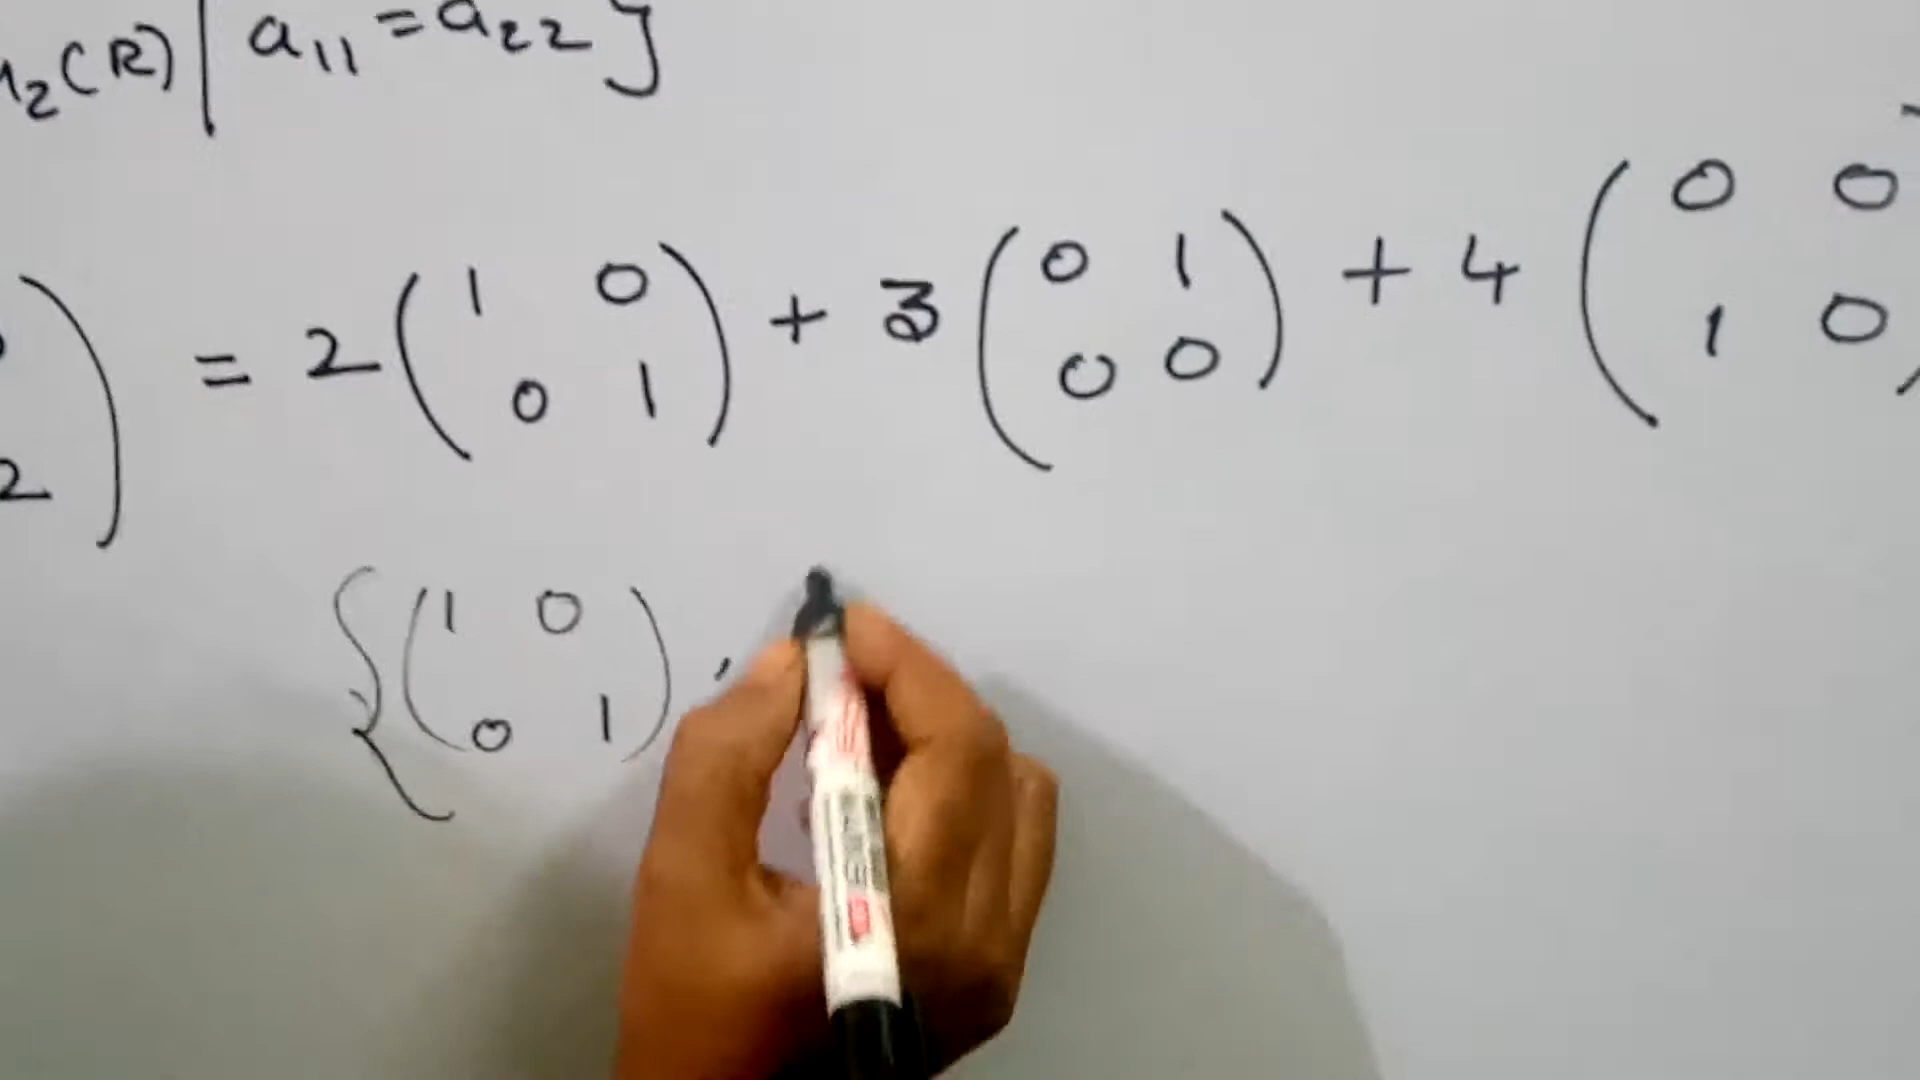 ₂(R) | a₁₁ = a₂₂ }
2 ) = 2 ( 1 0 ) + 3 ( 0 1 ) + 4 ( 0 0
0 1 0 0 1 0
{ ( 1 0 ) ,
0 1